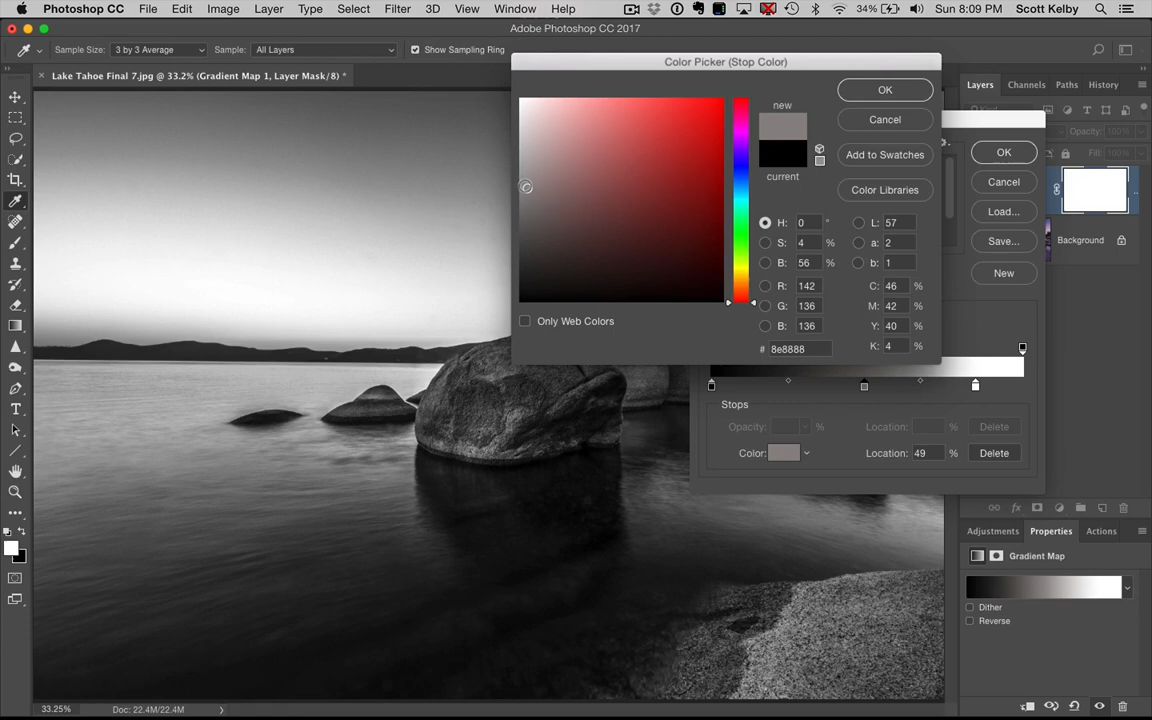 Photoshop CC File Edit Image Layer Type Select Filter 3D View Window Help 34% Sun 8:09 PM Scott Kelby
Adobe Photoshop CC 2017
Sample Size: 3 by 3 Average Sample: All Layers Show Sampling Ring
Lake Tahoe Final 7.jpg @ 33.2% (Gradient Map 1, Layer Mask/8) *
Color Picker (Stop Color)
new
current
OK
Cancel
Add to Swatches
Color Libraries
H: 0 °
S: 4 %
B: 56 %
R: 142
G: 136
B: 136
# 8e8888
L: 57
a: 2
b: 1
C: 46 %
M: 42 %
Y: 40 %
K: 4 %
Only Web Colors
OK
Cancel
Load...
Save...
New
Stops
Opacity: % Location: % Delete
Color: Location: 49 % Delete
Layers Channels Paths History
Opacity: 100%
Fill: 100%
Background
fx
Adjustments Properties Actions
Gradient Map
Dither
Reverse
33.25% Doc: 22.4M/22.4M